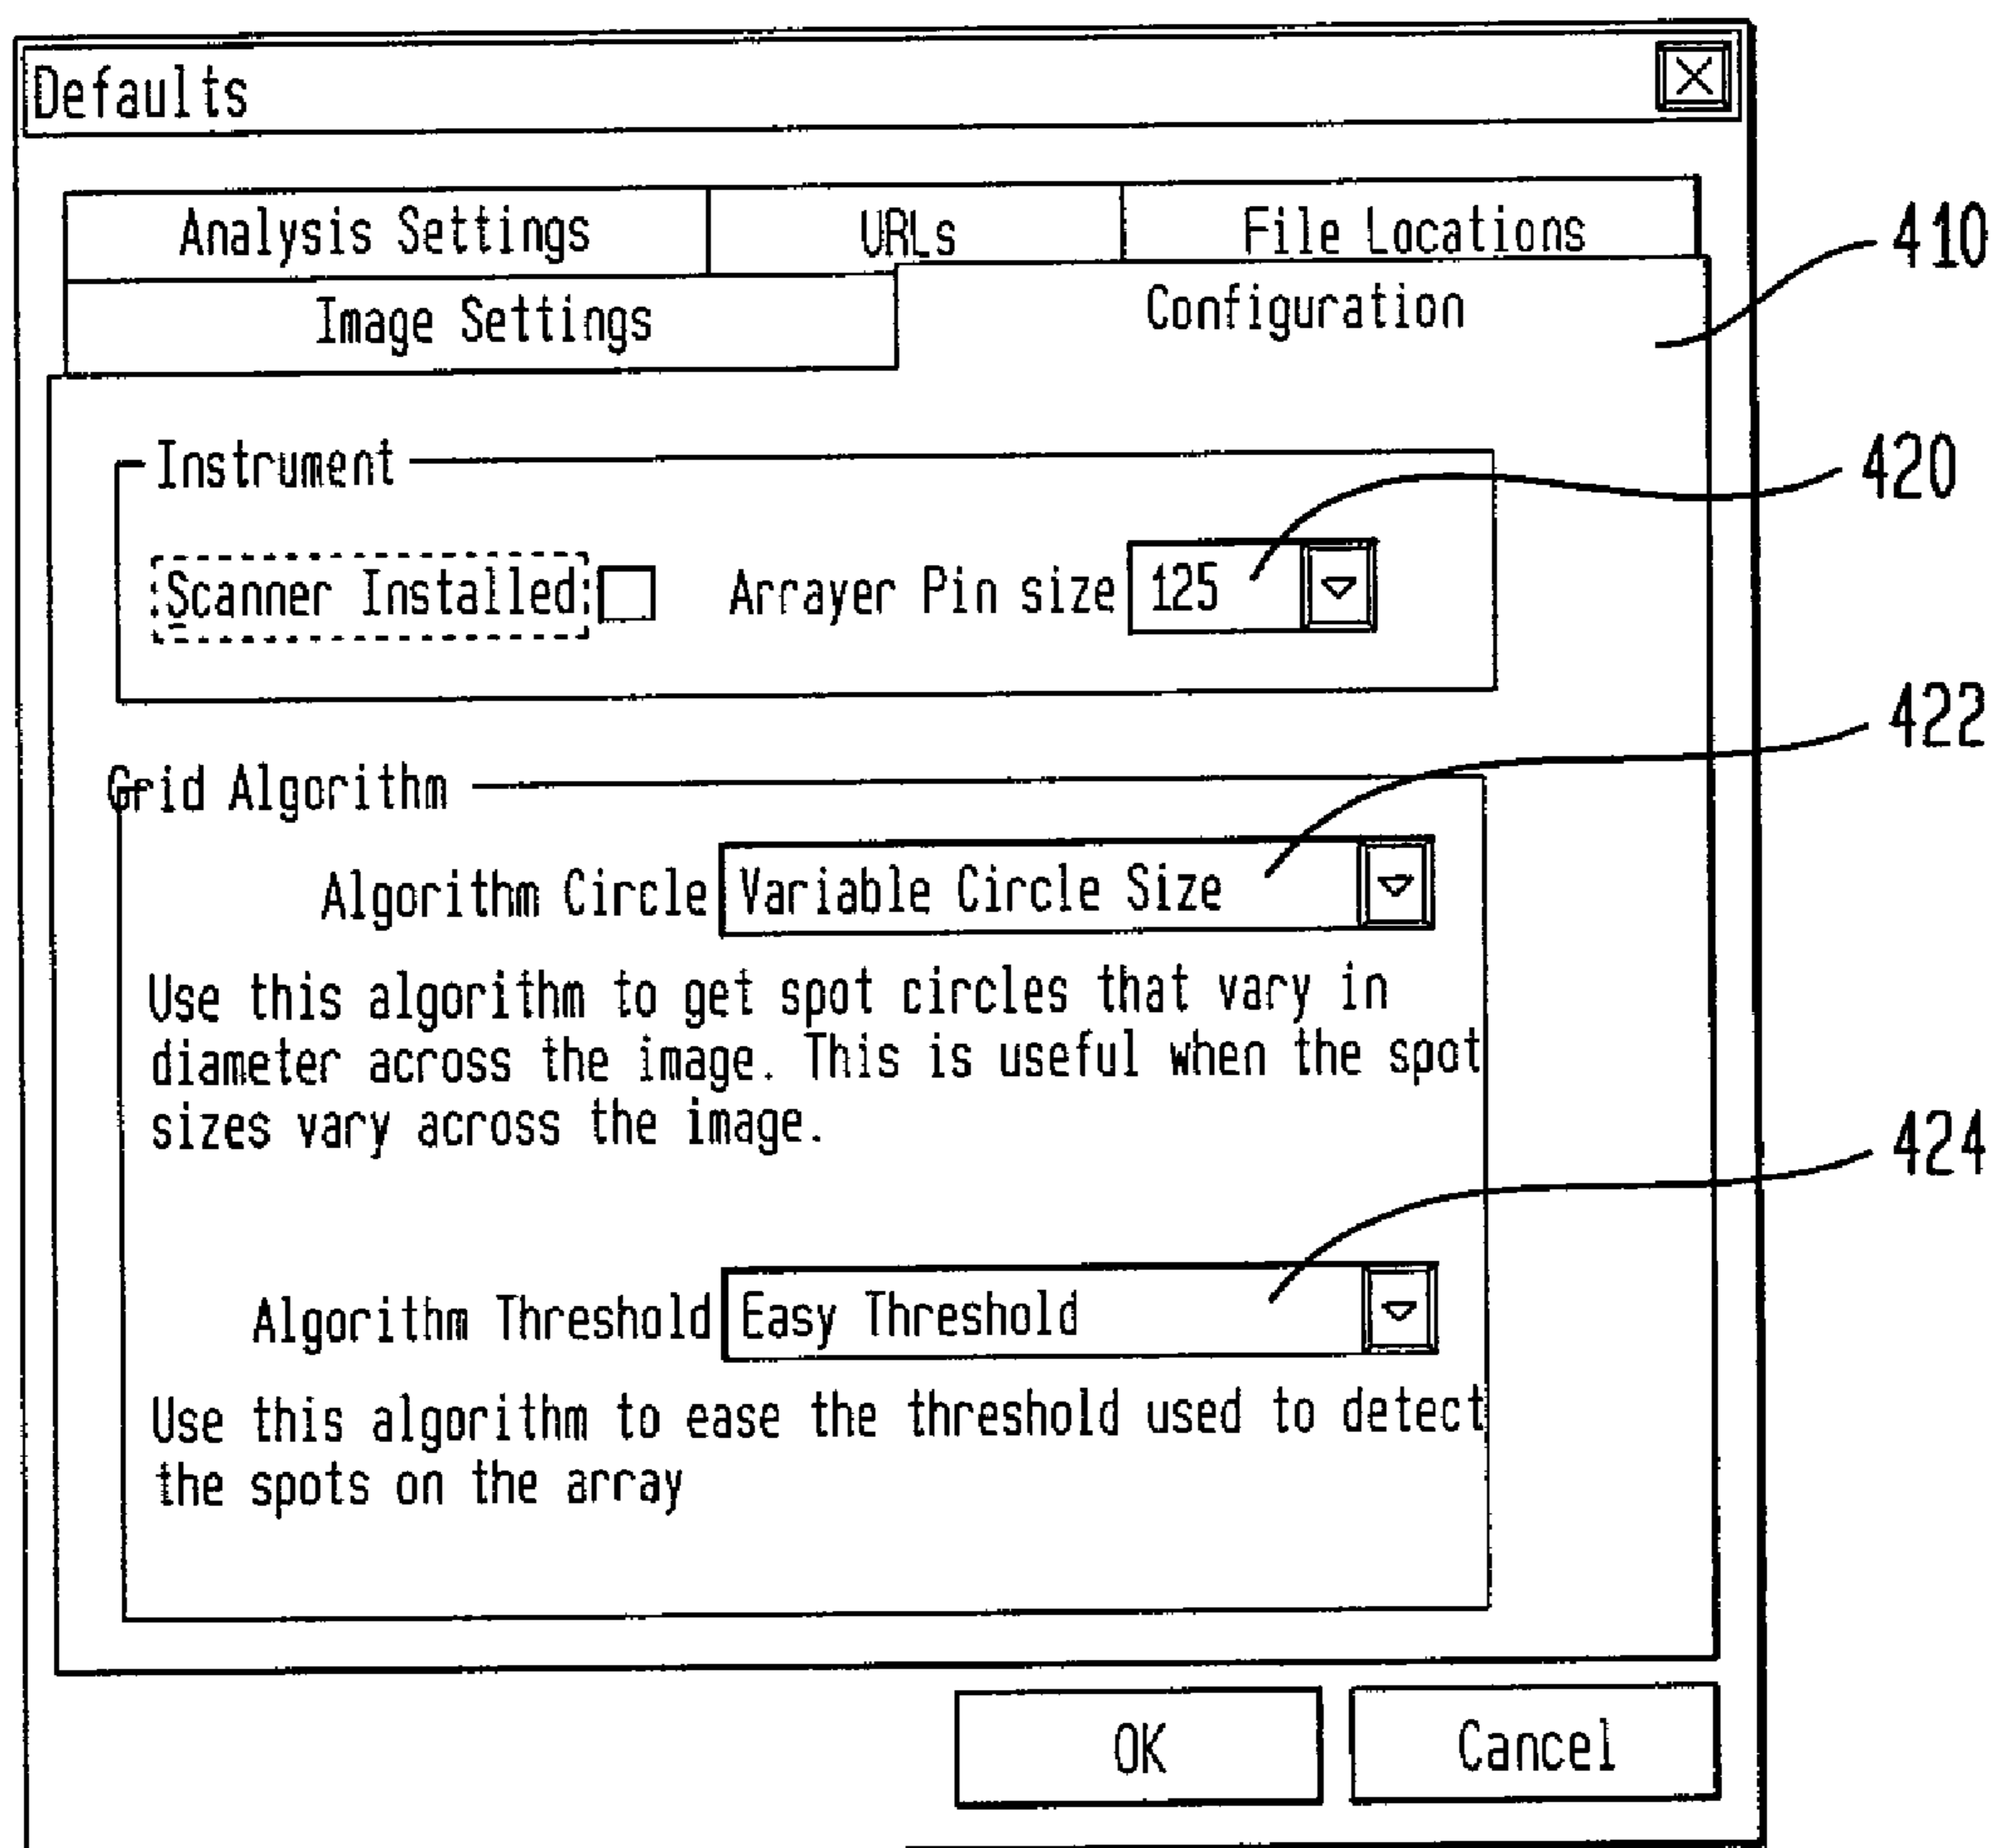 Defaults
Analysis Settings URLs File Locations
410
Image Settings Configuration
Instrument
420
Scanner Installed Arrayer Pin size 125
422
Grid Algorithm
Algorithm Circle Variable Circle Size
Use this algorithm to get spot circles that vary in
diameter across the image. This is useful when the spot
sizes vary across the image.
424
Algorithm Threshold Easy Threshold
Use this algorithm to ease the threshold used to detect
the spots on the array
OK Cancel